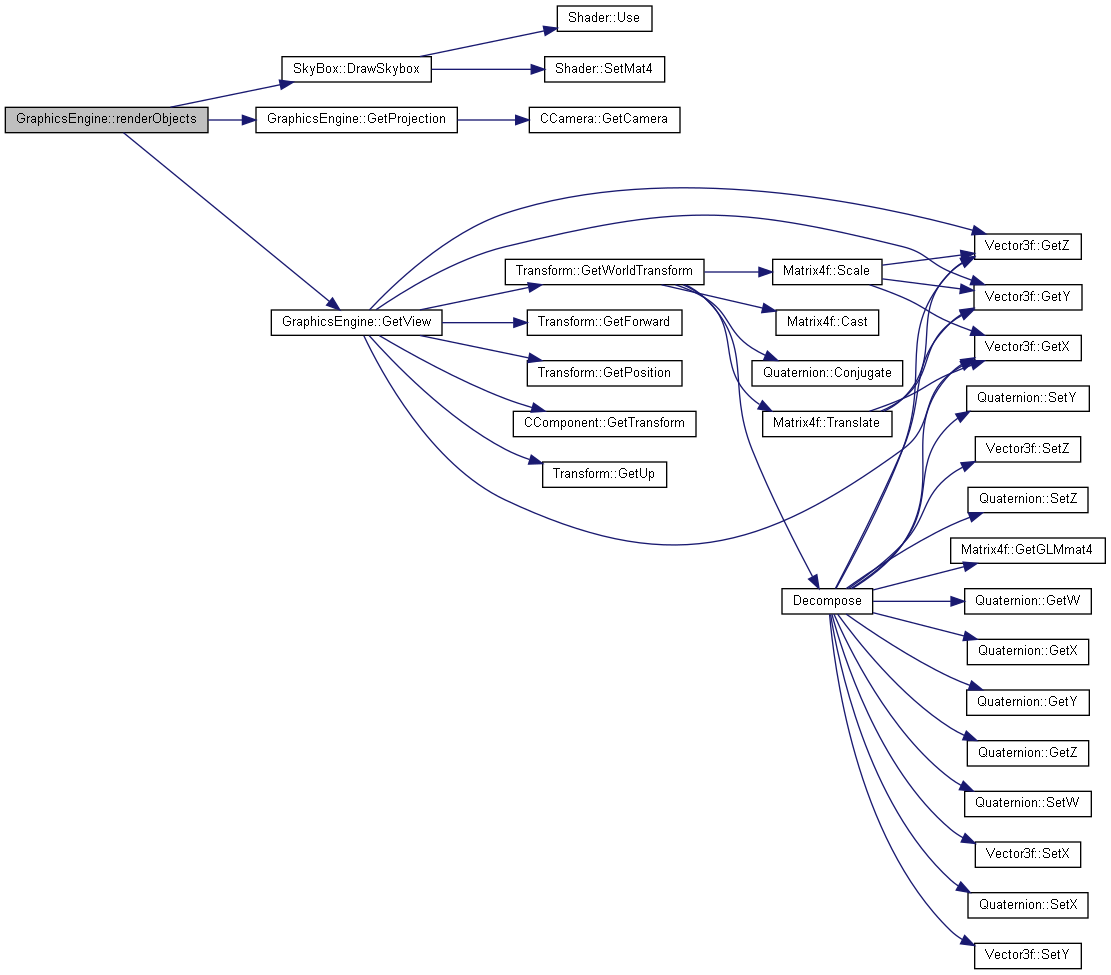 Shader::Use
SkyBox::DrawSkybox
Shader::SetMat4
GraphicsEngine::renderObjects
GraphicsEngine::GetProjection
CCamera::GetCamera
Vector3f::GetZ
Transform::GetWorldTransform
Matrix4f::Scale
Vector3f::GetY
GraphicsEngine::GetView
Transform::GetForward
Matrix4f::Cast
Vector3f::GetX
Transform::GetPosition
Quaternion::Conjugate
Quaternion::SetY
CComponent::GetTransform
Matrix4f::Translate
Vector3f::SetZ
Transform::GetUp
Quaternion::SetZ
Matrix4f::GetGLMmat4
Decompose
Quaternion::GetW
Quaternion::GetX
Quaternion::GetY
Quaternion::GetZ
Quaternion::SetW
Vector3f::SetX
Quaternion::SetX
Vector3f::SetY